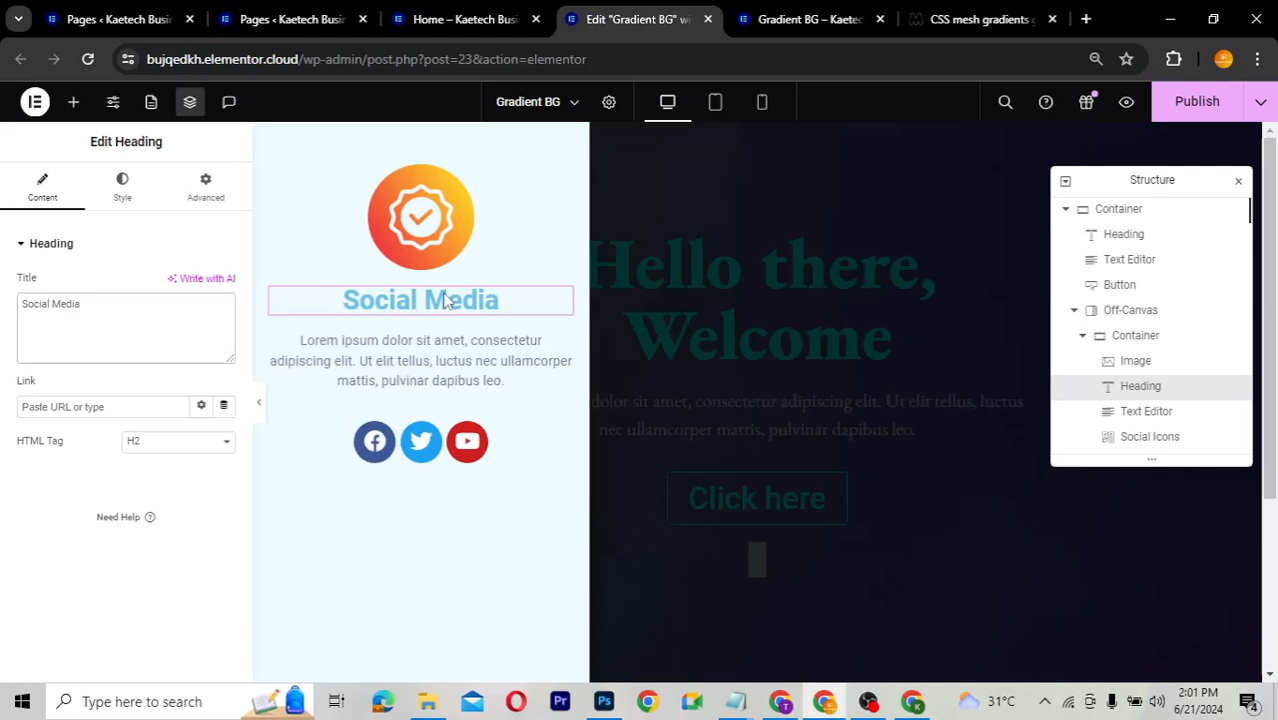 Pages ‹ Kaetech Busin
Pages ‹ Kaetech Busin
Home – Kaetech Busin
Edit "Gradient BG" wi
Gradient BG – Kaetec
CSS mesh gradients g
bujqedkh.elementor.cloud/wp-admin/post.php?post=23&action=elementor
Gradient BG
Publish
Edit Heading
Content
Style
Advanced
Heading
Title
Write with AI
Social Media
Link
Paste URL or type
HTML Tag
H2
Need Help
Social Media
Lorem ipsum dolor sit amet, consectetur
adipiscing elit. Ut elit tellus, luctus nec ullamcorper
mattis, pulvinar dapibus leo.
Hello there,
Welcome
dolor sit amet, consectetur adipiscing elit. Ut elit tellus, luctus
nec ullamcorper mattis, pulvinar dapibus leo.
Click here
Structure
Container
Heading
Text Editor
Button
Off-Canvas
Container
Image
Heading
Text Editor
Social Icons
Type here to search
31°C
2:01 PM
6/21/2024
4